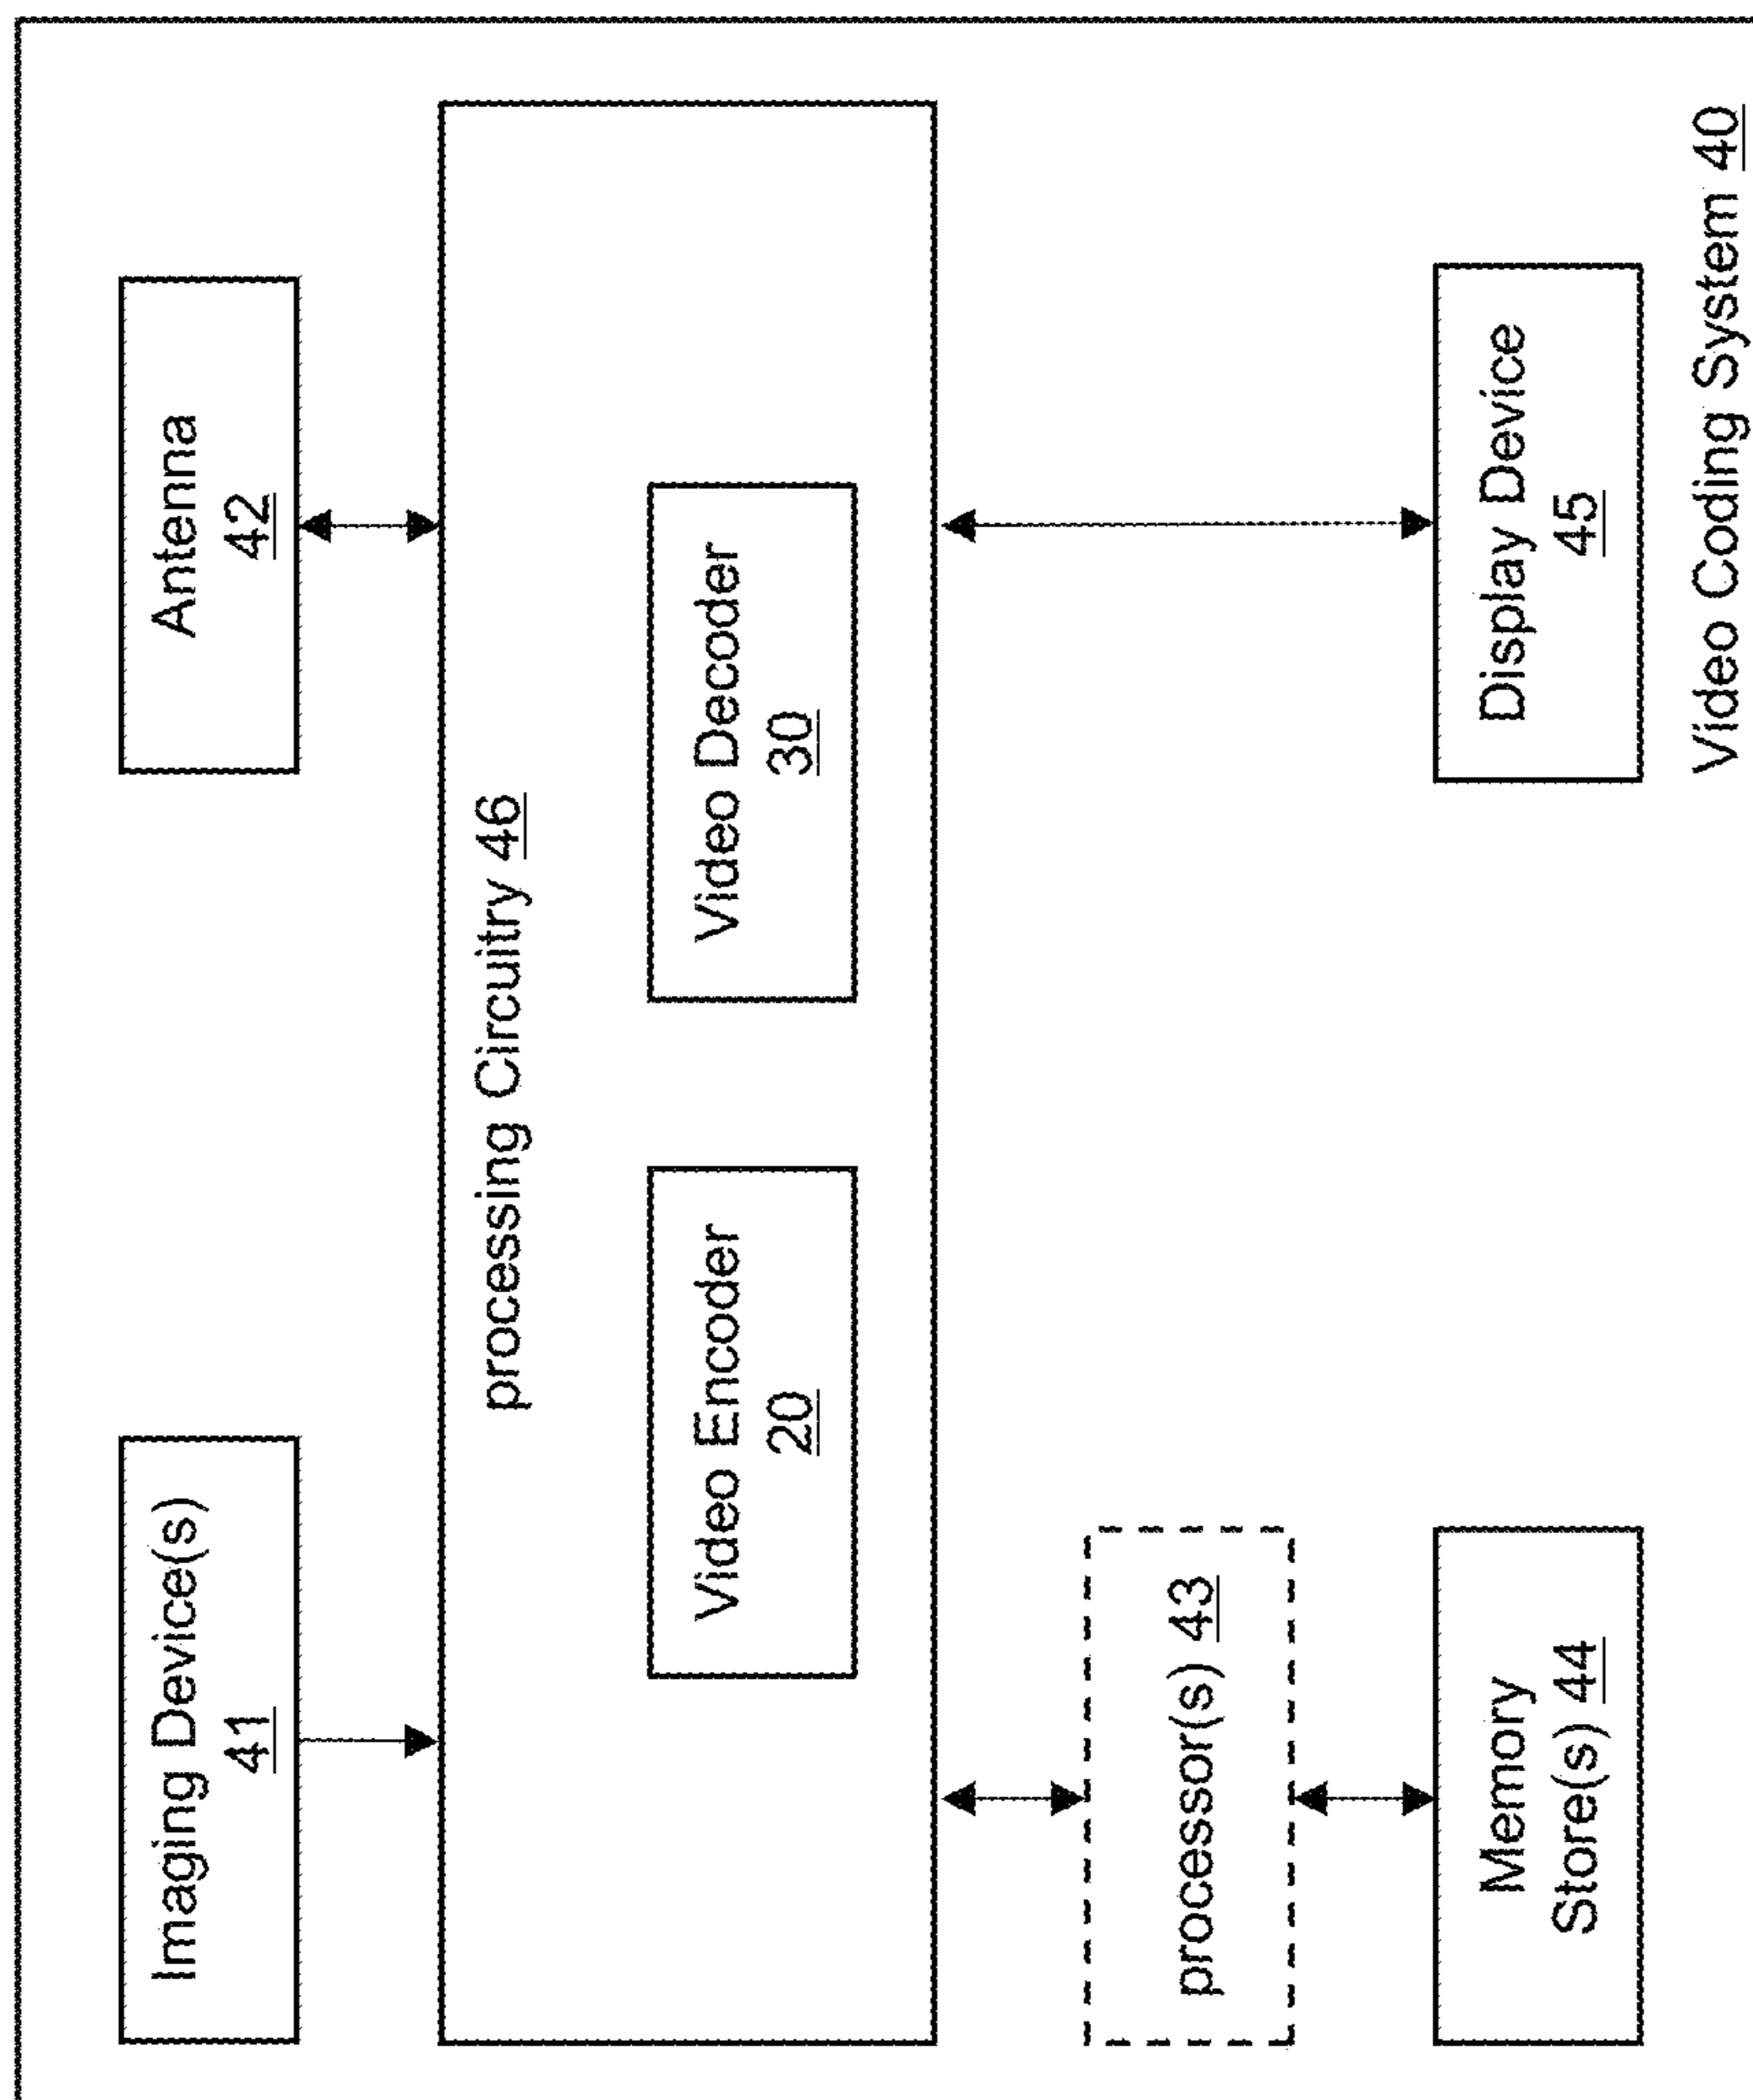 Imaging Device(s)
41
Antenna
42
processing Circuitry 46
Video Encoder
20
Video Decoder
30
processor(s) 43
Memory
Store(s) 44
Display Device
45
Video Coding System 40